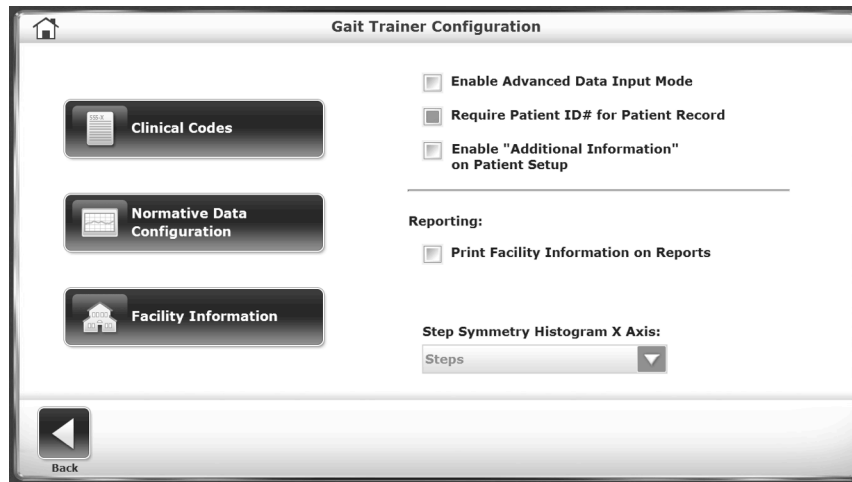 Gait Trainer Configuration
Clinical Codes
Normative Data
Configuration
Facility Information
Enable Advanced Data Input Mode
Require Patient ID# for Patient Record
Enable "Additional Information"
on Patient Setup
Reporting:
Print Facility Information on Reports
Step Symmetry Histogram X Axis:
Steps
Back